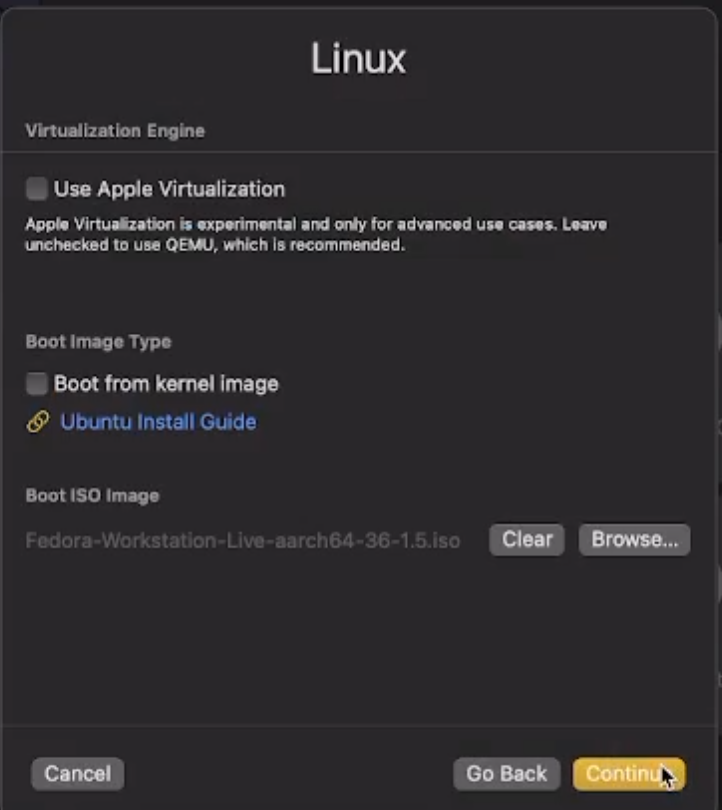 Linux
Virtualization Engine
Use Apple Virtualization
Apple Virtualization is experimental and only for advanced use cases. Leave
unchecked to use QEMU, which is recommended.
Boot Image Type
Boot from kernel image
Ubuntu Install Guide
Boot ISO Image
Fedora-Workstation-Live-aarch64-36-1.5.iso Clear Browse...
Cancel Go Back Continue